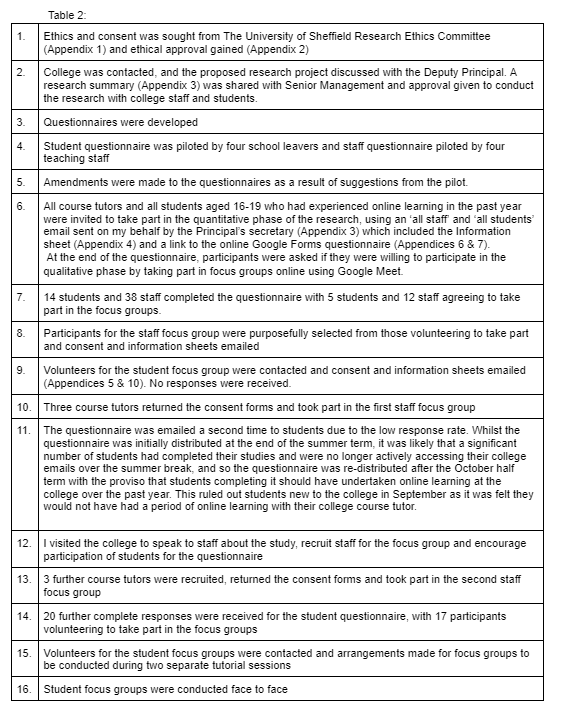 Table 2:
1. Ethics and consent was sought from The University of Sheffield Research Ethics Committee
(Appendix 1) and ethical approval gained (Appendix 2)
2. College was contacted, and the proposed research project discussed with the Deputy Principal. A
research summary (Appendix 3) was shared with Senior Management and approval given to conduct
the research with college staff and students.
3. Questionnaires were developed
4. Student questionnaire was piloted by four school leavers and staff questionnaire piloted by four
teaching staff
5. Amendments were made to the questionnaires as a result of suggestions from the pilot.
6. All course tutors and all students aged 16-19 who had experienced online learning in the past year
were invited to take part in the quantitative phase of the research, using an 'all staff' and 'all students'
email sent on my behalf by the Principal's secretary (Appendix 3) which included the Information
sheet (Appendix 4) and a link to the online Google Forms questionnaire (Appendices 6 & 7).
At the end of the questionnaire, participants were asked if they were willing to participate in the
qualitative phase by taking part in focus groups online using Google Meet.
7. 14 students and 38 staff completed the questionnaire with 5 students and 12 staff agreeing to take
part in the focus groups.
8. Participants for the staff focus group were purposefully selected from those volunteering to take part
and consent and information sheets emailed
9. Volunteers for the student focus group were contacted and consent and information sheets emailed
(Appendices 5 & 10). No responses were received.
10. Three course tutors returned the consent forms and took part in the first staff focus group
11. The questionnaire was emailed a second time to students due to the low response rate. Whilst the
questionnaire was initially distributed at the end of the summer term, it was likely that a significant
number of students had completed their studies and were no longer actively accessing their college
emails over the summer break, and so the questionnaire was re-distributed after the October half
term with the proviso that students completing it should have undertaken online learning at the
college over the past year. This ruled out students new to the college in September as it was felt they
would not have had a period of online learning with their college course tutor.
12. I visited the college to speak to staff about the study, recruit staff for the focus group and encourage
participation of students for the questionnaire
13. 3 further course tutors were recruited, returned the consent forms and took part in the second staff
focus group
14. 20 further complete responses were received for the student questionnaire, with 17 participants
volunteering to take part in the focus groups
15. Volunteers for the student focus groups were contacted and arrangements made for focus groups to
be conducted during two separate tutorial sessions
16. Student focus groups were conducted face to face